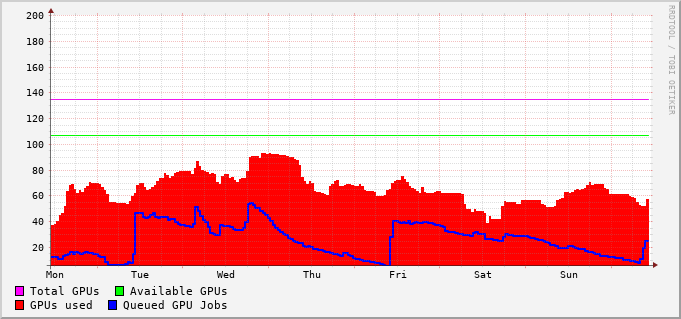 200
180
160
140
120
100
80
60
40
20
Mon Tue Wed Thu Fri Sat Sun
Total GPUs Available GPUs
GPUs used Queued GPU Jobs
RRDTOOL / TOBI OETIKER